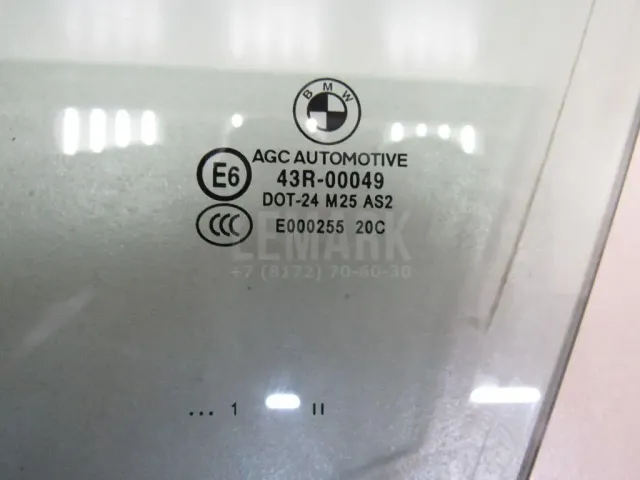 BMW
AGC AUTOMOTIVE
E6
43R-00049
DOT-24 M25 AS2
CCC
E000255 20C
LEMARK
+7 (8172) 70-60-30
... 1 II